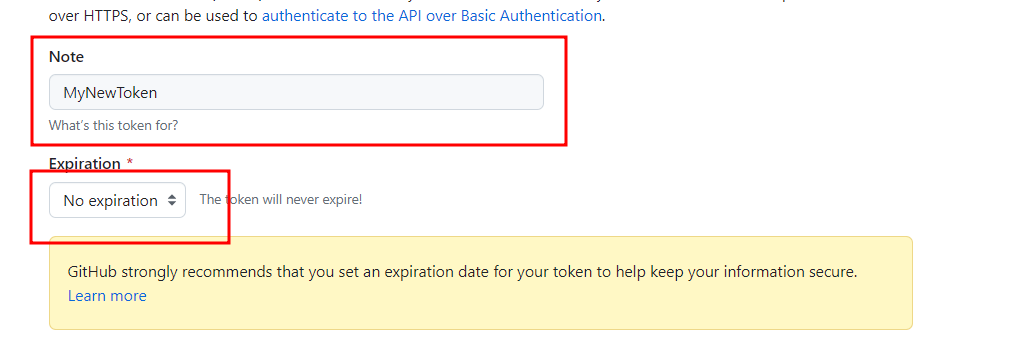 over HTTPS, or can be used to authenticate to the API over Basic Authentication.
Note
MyNewToken
What's this token for?
Expiration *
No expiration The token will never expire!
GitHub strongly recommends that you set an expiration date for your token to help keep your information secure.
Learn more